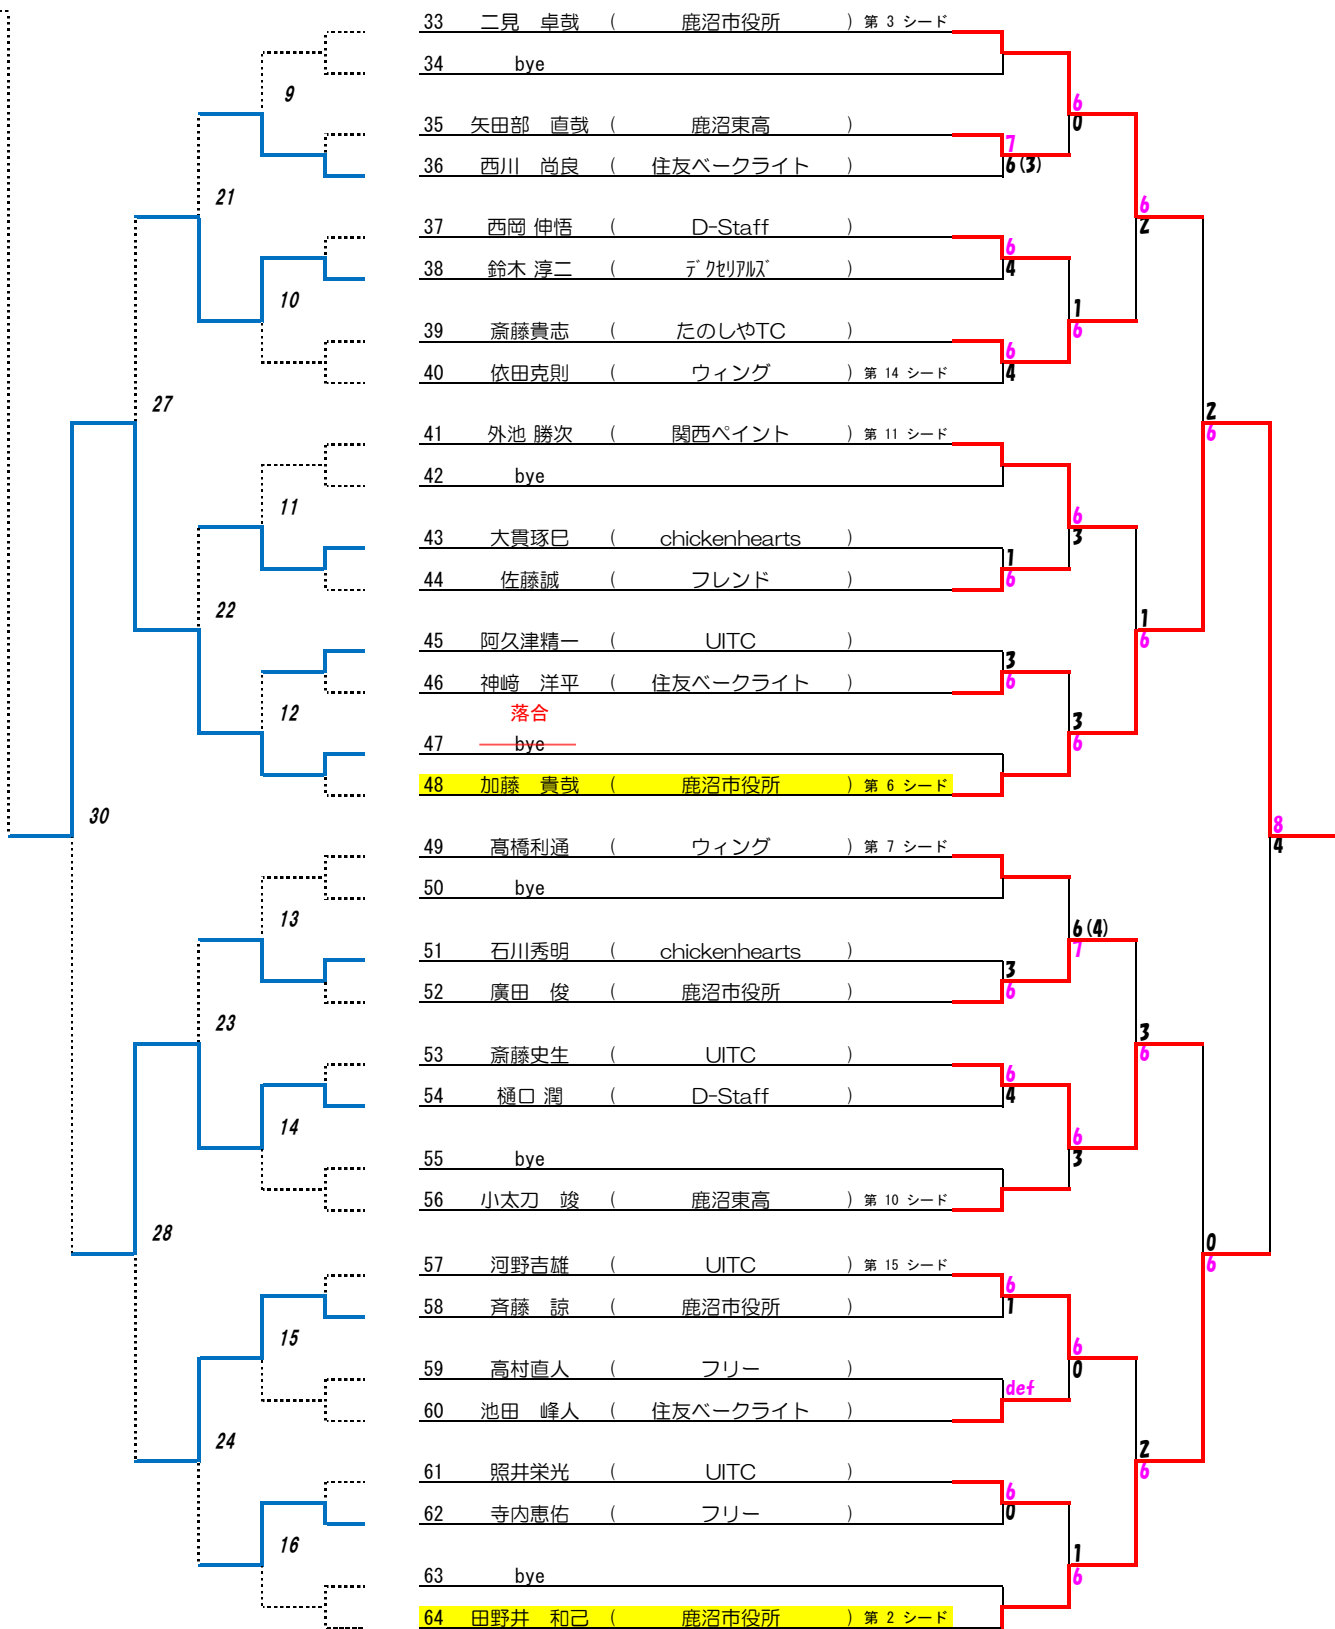 33 二見 卓哉 ( 鹿沼市役所 ) 第 3 シード
34 bye
9
6
0
35 矢田部 直哉 ( 鹿沼東高 )
7
36 西川 尚良 ( 住友ベークライト )
6(3)
21
6
2
37 西岡 伸悟 ( D-Staff )
6
38 鈴木 淳二 ( デクセリアルズ )
4
10
1
6
39 斎藤貴志 ( たのしやTC )
6
40 依田克則 ( ウィング ) 第 14 シード
4
27
2
6
41 外池 勝次 ( 関西ペイント ) 第 11 シード
42 bye
11
6
3
43 大貫琢巳 ( chickenhearts )
1
44 佐藤誠 ( フレンド )
6
22
1
6
45 阿久津精一 ( UITC )
3
46 神﨑 洋平 ( 住友ベークライト )
6
12
落合
3
6
47 bye
48 加藤 貴哉 ( 鹿沼市役所 ) 第 6 シード
30
8
4
49 髙橋利通 ( ウィング ) 第 7 シード
50 bye
13
6(4)
7
51 石川秀明 ( chickenhearts )
3
52 廣田 俊 ( 鹿沼市役所 )
6
23
3
6
53 斎藤史生 ( UITC )
6
54 樋口 潤 ( D-Staff )
4
14
6
3
55 bye
56 小太刀 竣 ( 鹿沼東高 ) 第 10 シード
28
0
6
57 河野吉雄 ( UITC ) 第 15 シード
6
58 斉藤 諒 ( 鹿沼市役所 )
1
15
6
0
59 高村直人 ( フリー )
def
60 池田 峰人 ( 住友ベークライト )
24
2
6
61 照井栄光 ( UITC )
6
62 寺内恵佑 ( フリー )
0
16
1
6
63 bye
64 田野井 和己 ( 鹿沼市役所 ) 第 2 シード